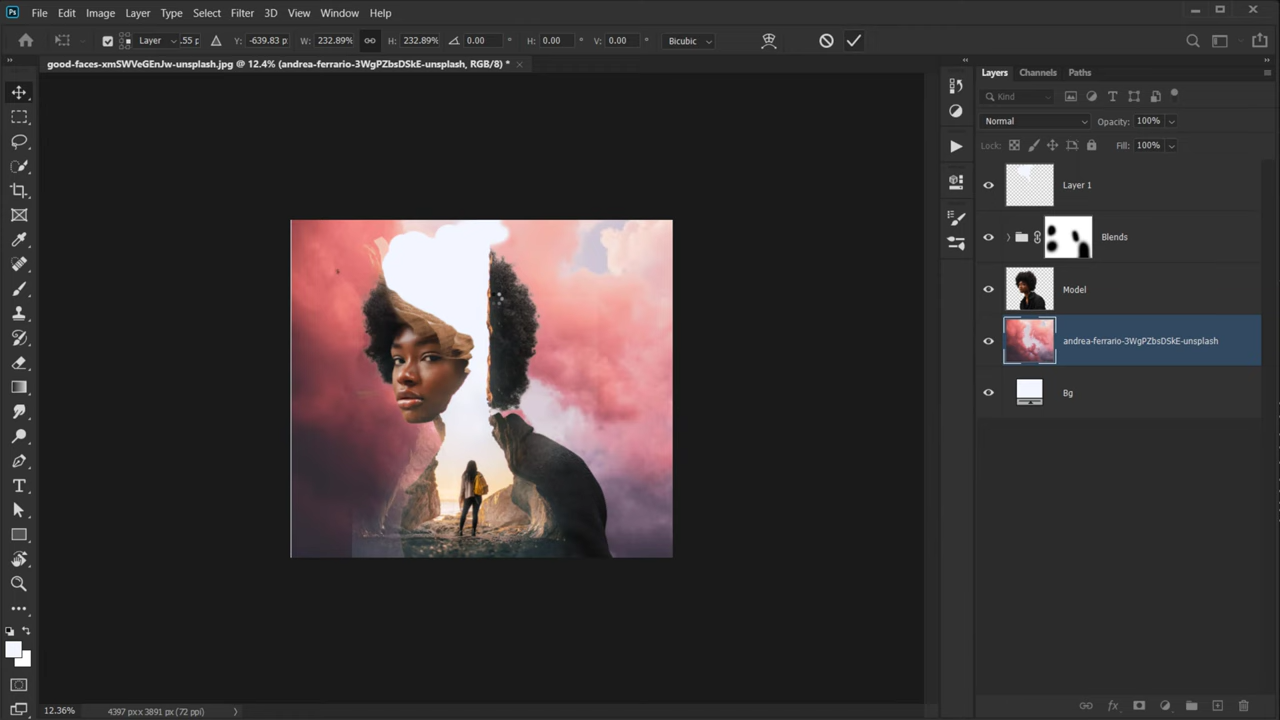 Ps File Edit Image Layer Type Select Filter 3D View Window Help
Layer .55 p Y: -639.83 p W: 232.89% H: 232.89% 0.00 ° H: 0.00 ° V: 0.00 ° Bicubic
good-faces-xmSWVeGEnJw-unsplash.jpg @ 12.4% (andrea-ferrario-3WgPZbsDSkE-unsplash, RGB/8) *
Layers Channels Paths
Kind
Normal Opacity: 100%
Lock: Fill: 100%
Layer 1
Blends
Model
andrea-ferrario-3WgPZbsDSkE-unsplash
Bg
12.36% 4397 px x 3891 px (72 ppi)